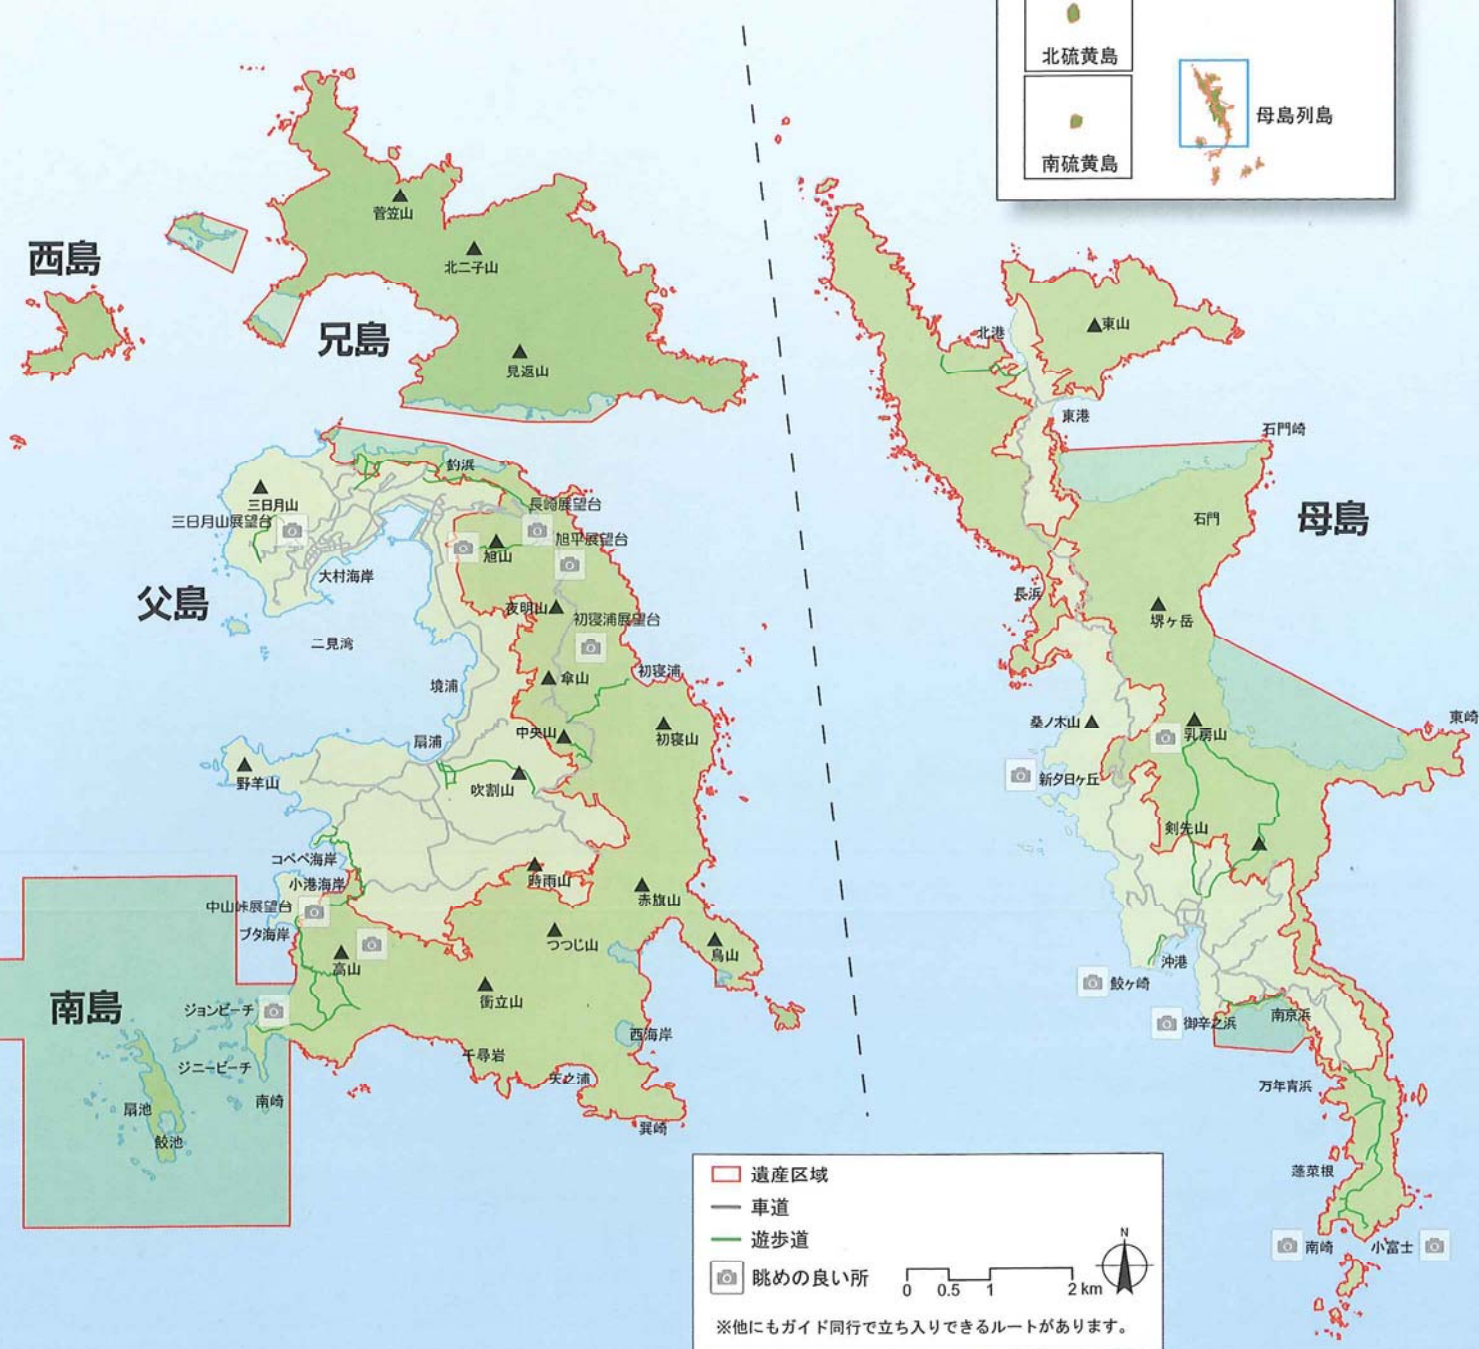 北硫黄島
南硫黄島
母島列島
菅笠山
北二子山
西島
兄島
見返山
東山
北港
東港
石門崎
釣浜
三日月山
三日月山展望台
長崎展望台
旭平展望台
旭山
石門
母島
大村海岸
父島
夜明山
初寝浦展望台
長浜
堺ヶ岳
二見湾
境浦
傘山
初寝浦
扇浦
中央山
初寝山
桑ノ木山
乳房山
東崎
野羊山
吹割山
新夕日ヶ丘
剣先山
コペペ海岸
小港海岸
時雨山
赤旗山
中山峠展望台
ブタ海岸
つつじ山
鳥山
高山
沖港
南島
ジョンビーチ
衝立山
鮫ヶ崎
御幸之浜
南京浜
西海岸
ジニービーチ
千尋岩
矢之浦
南崎
扇池
鮫池
巽崎
万年青浜
蓬莱根
南崎
小富士
遺産区域
車道
遊歩道
眺めの良い所
0 0.5 1 2 km
N
※他にもガイド同行で立ち入りできるルートがあります。